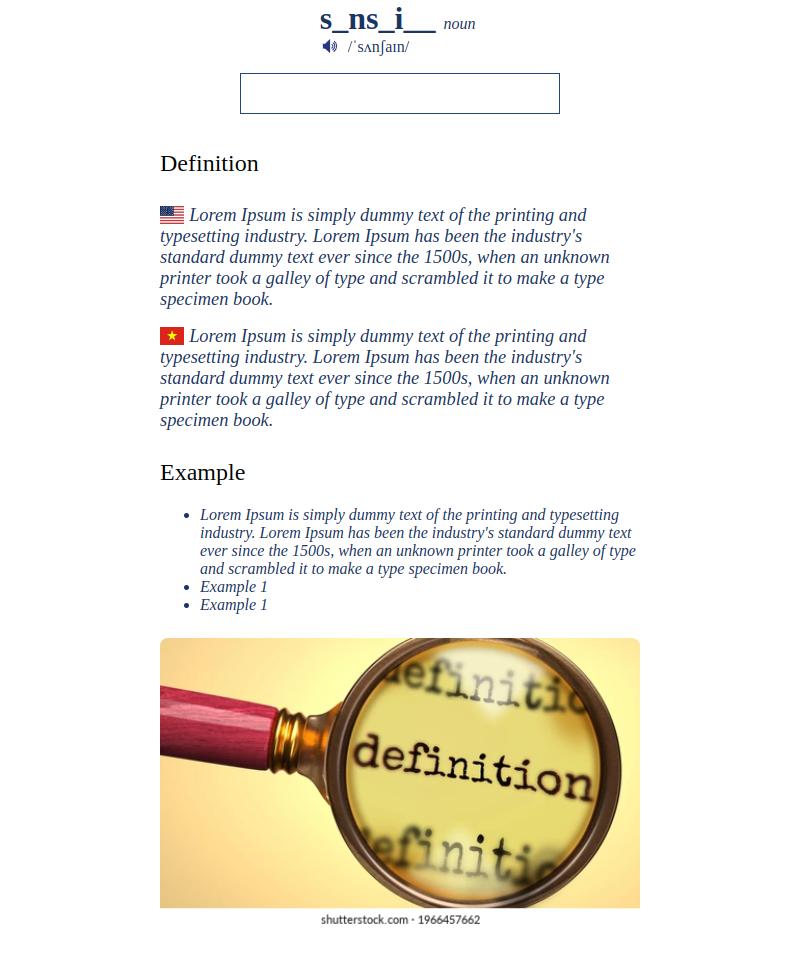 s_ns_i__ noun
/ˈsʌnʃaɪn/
Definition
Lorem Ipsum is simply dummy text of the printing and
typesetting industry. Lorem Ipsum has been the industry's
standard dummy text ever since the 1500s, when an unknown
printer took a galley of type and scrambled it to make a type
specimen book.
Lorem Ipsum is simply dummy text of the printing and
typesetting industry. Lorem Ipsum has been the industry's
standard dummy text ever since the 1500s, when an unknown
printer took a galley of type and scrambled it to make a type
specimen book.
Example
Lorem Ipsum is simply dummy text of the printing and typesetting
industry. Lorem Ipsum has been the industry's standard dummy text
ever since the 1500s, when an unknown printer took a galley of type
and scrambled it to make a type specimen book.
Example 1
Example 1
definitio
definition
definitio
shutterstock.com · 1966457662